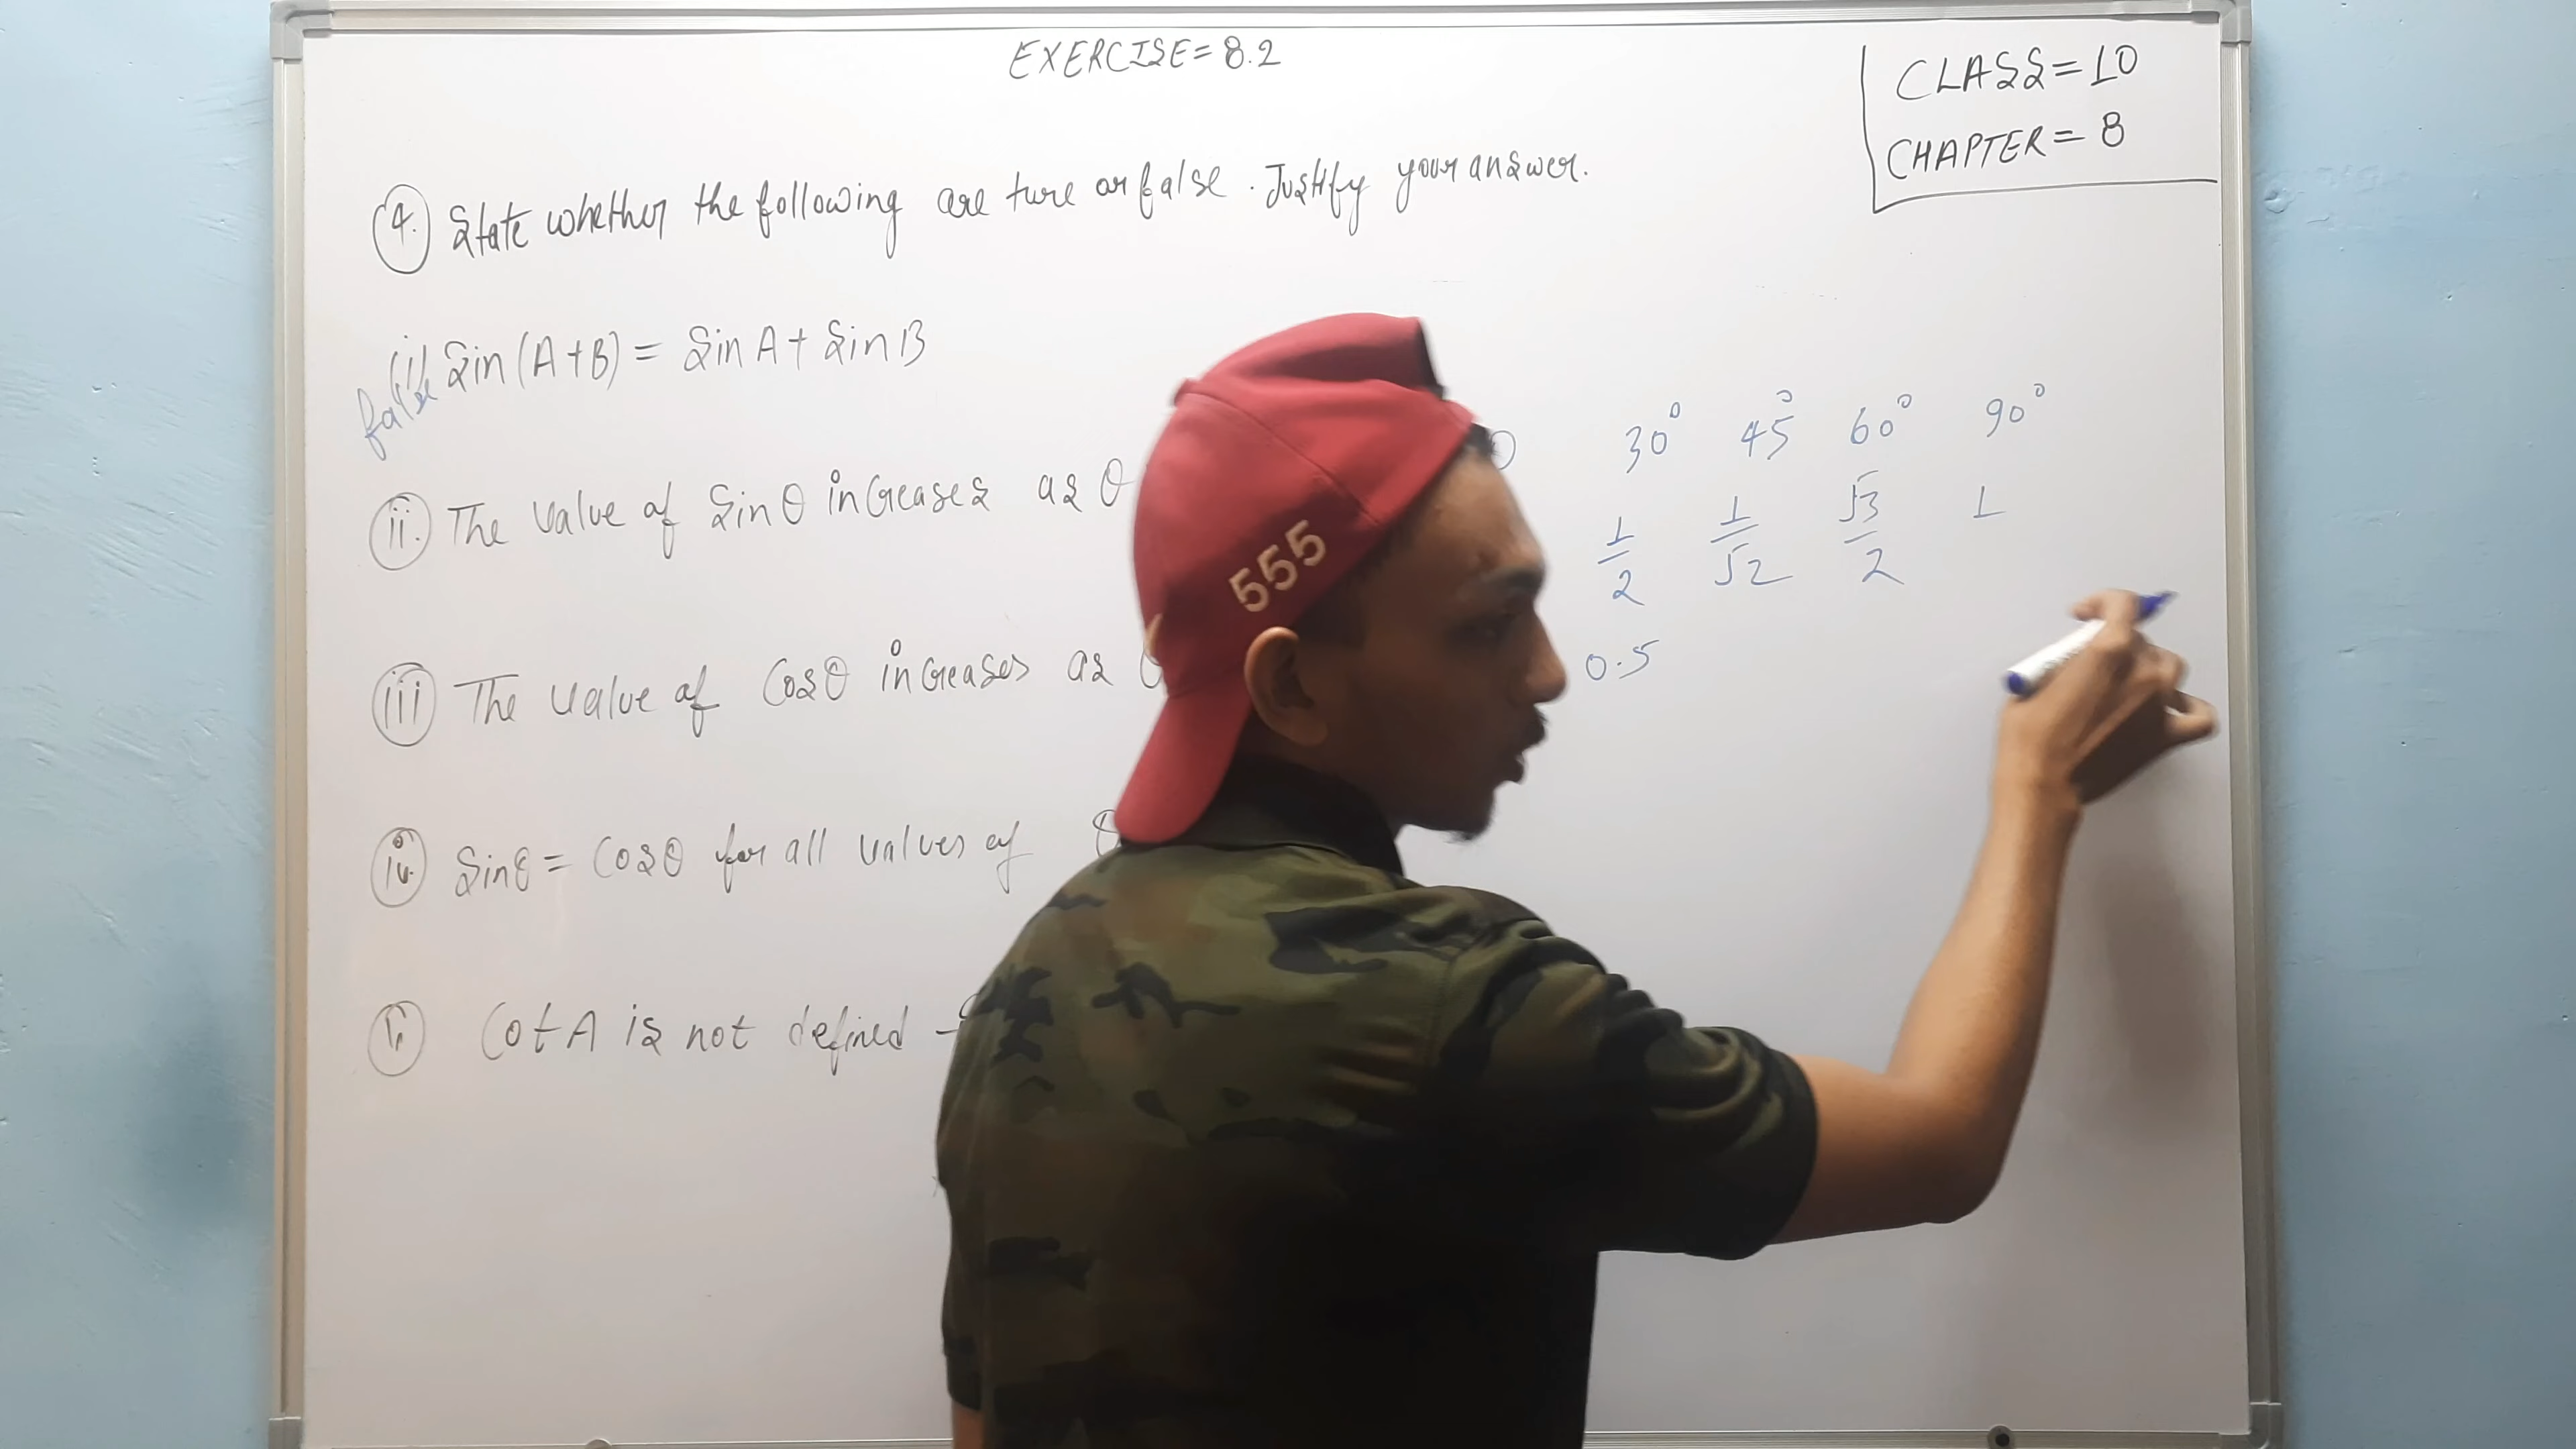 EXERCISE = 8.2
CLASS = 10
CHAPTER = 8
4. State whether the following are ture or false. Justify your answer.
(i) Sin (A+B) = Sin A + Sin B
false
ii. The value of Sin θ increases as θ
iii The value of Cos θ increases as
iv. Sin θ = Cos θ for all values of θ
v. Cot A is not defined
30° 45° 60° 90°
1/2 1/√2 √3/2 1
0.5
555